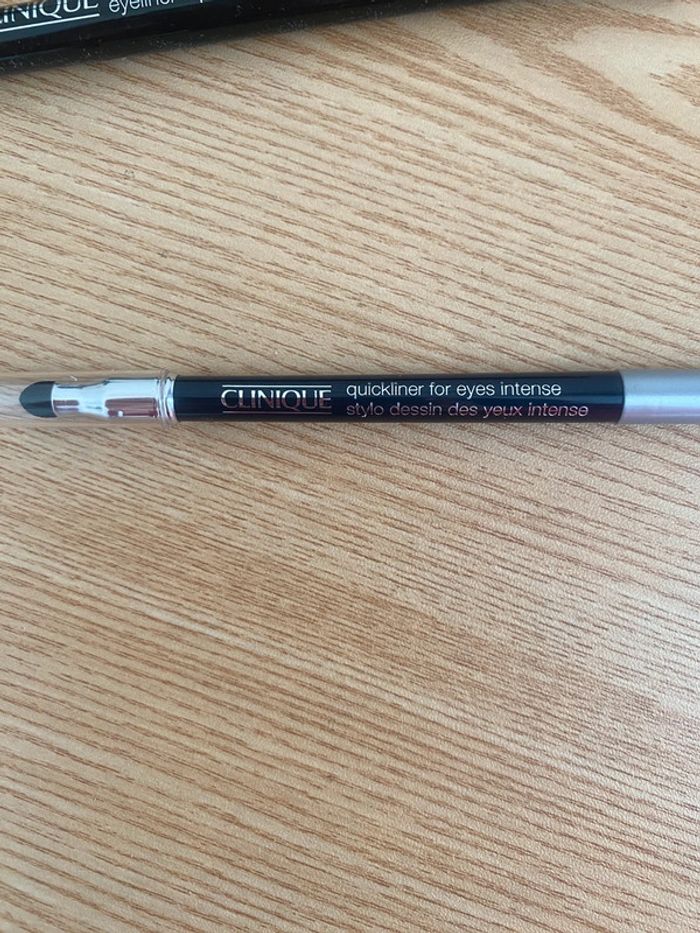 CLINIQUE eyeliner
CLINIQUE
quickliner for eyes intense
stylo dessin des yeux intense